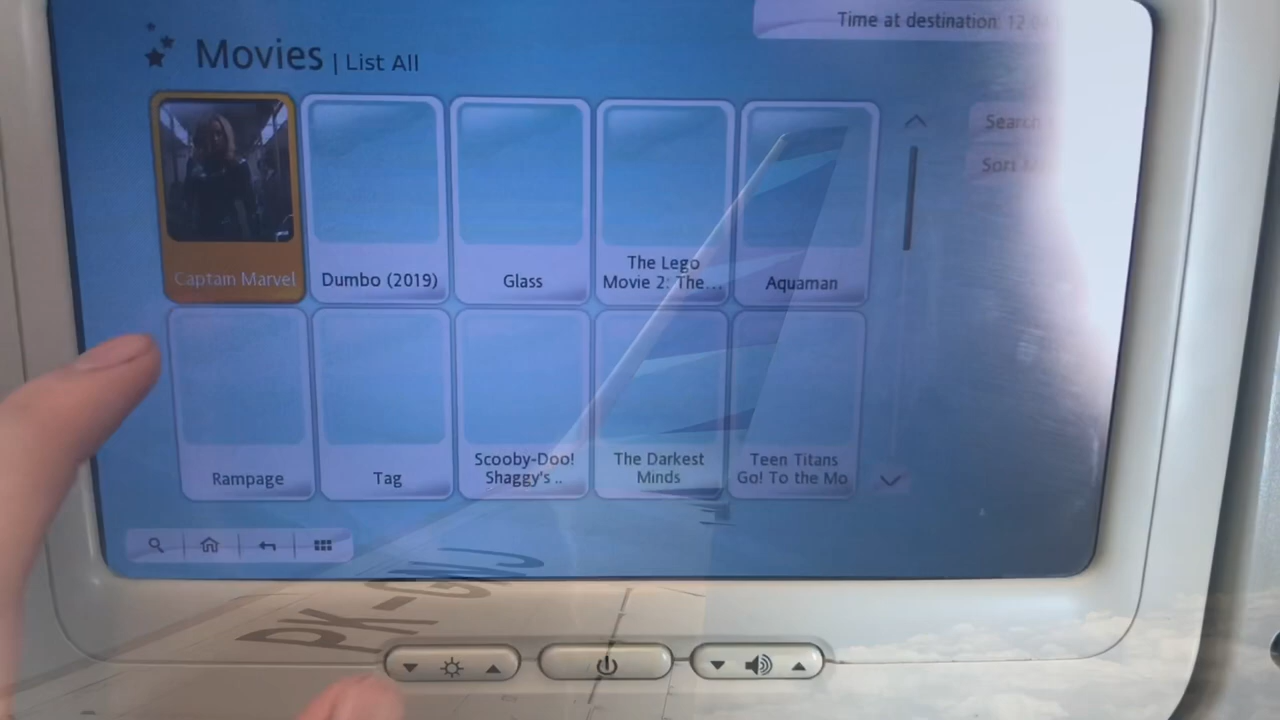 Time at destination: 12
Movies | List All
Search
Sort
Captain Marvel
Dumbo (2019)
Glass
The Lego
Movie 2: The...
Aquaman
Rampage
Tag
Scooby-Doo!
Shaggy's ..
The Darkest
Minds
Teen Titans
Go! To the Mo